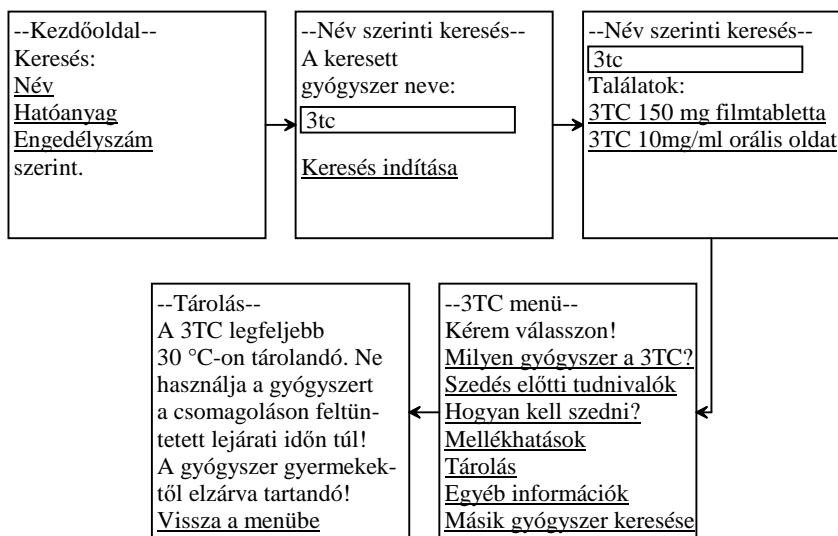 --Kezdőoldal--
Keresés:
Név
Hatóanyag
Engedélyszám
szerint.
--Név szerinti keresés--
A keresett
gyógyszer neve:
3tc
Keresés indítása
--Név szerinti keresés--
3tc
Találatok:
3TC 150 mg filmtabletta
3TC 10mg/ml orális oldat
--Tárolás--
A 3TC legfeljebb
30 °C-on tárolandó. Ne
használja a gyógyszert
a csomagoláson feltün-
tetett lejárati időn túl!
A gyógyszer gyermekek-
től elzárva tartandó!
Vissza a menübe
--3TC menü--
Kérem válasszon!
Milyen gyógyszer a 3TC?
Szedés előtti tudnivalók
Hogyan kell szedni?
Mellékhatások
Tárolás
Egyéb információk
Másik gyógyszer keresése